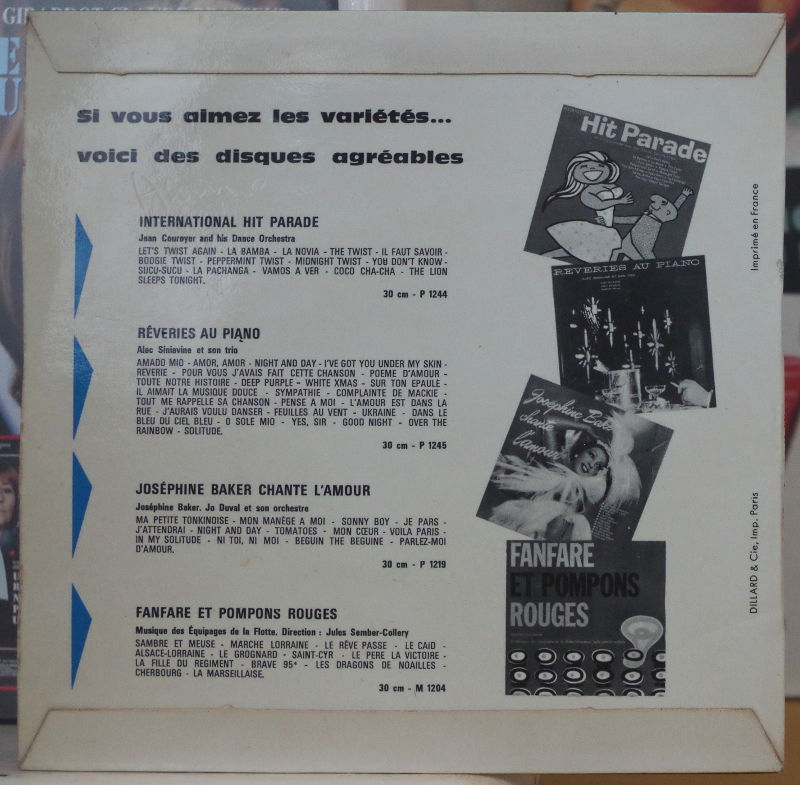 Si vous aimez les variétés...
voici des disques agréables
INTERNATIONAL HIT PARADE
Jean Couroyer and his Dance Orchestra
LET'S TWIST AGAIN - LA BAMBA - LA NOVIA - THE TWIST - IL FAUT SAVOIR -
BOOGIE TWIST - PEPPERMINT TWIST - MIDNIGHT TWIST - YOU DON'T KNOW -
SUCU-SUCU - LA PACHANGA - VAMOS A VER - COCO CHA-CHA - THE LION
SLEEPS TONIGHT.
30 cm - P 1244
RÊVERIES AU PIANO
Alec Siniavine et son trio
AMADO MIO - AMOR, AMOR - NIGHT AND DAY - I'VE GOT YOU UNDER MY SKIN -
REVERIE - POUR VOUS J'AVAIS FAIT CETTE CHANSON - POEME D'AMOUR -
TOUTE NOTRE HISTOIRE - DEEP PURPLE - WHITE XMAS - SUR TON EPAULE -
IL AIMAIT LA MUSIQUE DOUCE - SYMPATHIE - COMPLAINTE DE MACKIE -
TOUT ME RAPPELLE SA CHANSON - PENSE A MOI - L'AMOUR EST DANS LA
RUE - J'AURAIS VOULU DANSER - FEUILLES AU VENT - UKRAINE - DANS LE
BLEU DU CIEL BLEU - O SOLE MIO - YES, SIR - GOOD NIGHT - OVER THE
RAINBOW - SOLITUDE.
30 cm - P 1245
JOSÉPHINE BAKER CHANTE L'AMOUR
Joséphine Baker. Jo Duval et son orchestre
MA PETITE TONKINOISE - MON MANÈGE A MOI - SONNY BOY - JE PARS -
J'ATTENDRAI - NIGHT AND DAY - TOMATOES - MON CŒUR - VOILA PARIS -
IN MY SOLITUDE - NI TOI, NI MOI - BEGUIN THE BEGUINE - PARLEZ-MOI
D'AMOUR.
30 cm - P 1219
FANFARE ET POMPONS ROUGES
Musique des Équipages de la Flotte. Direction : Jules Sember-Collery
SAMBRE ET MEUSE - MARCHE LORRAINE - LE RÊVE PASSE - LE CAID -
ALSACE-LORRAINE - LE GROGNARD - SAINT-CYR - LE PERE LA VICTOIRE -
LA FILLE DU REGIMENT - BRAVE 95e - LES DRAGONS DE NOAILLES -
CHERBOURG - LA MARSEILLAISE.
30 cm - M 1204
Hit Parade
REVERIES AU PIANO
Joséphine Baker
chante
l'amour
FANFARE
ET POMPONS
ROUGES
Imprimé en France
DILLARD & Cie, Imp. Paris